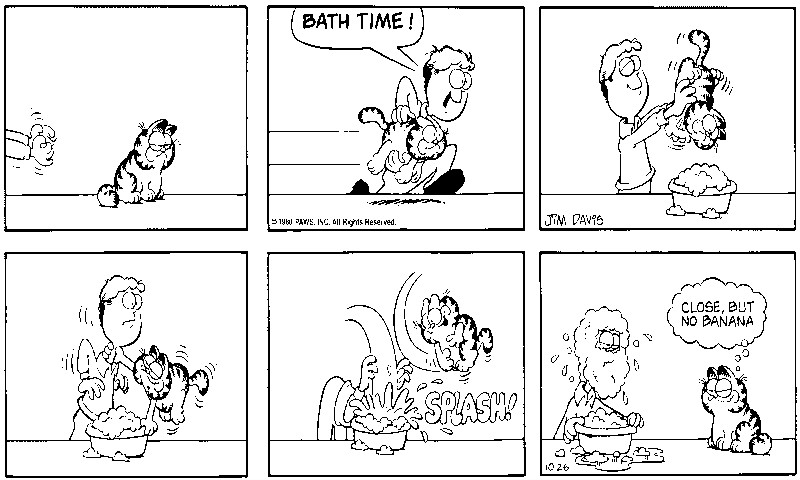 BATH TIME!
© 1980 PAWS, INC. All Rights Reserved.
JIM DAVIS
SPLASH!
CLOSE, BUT
NO BANANA
10-26